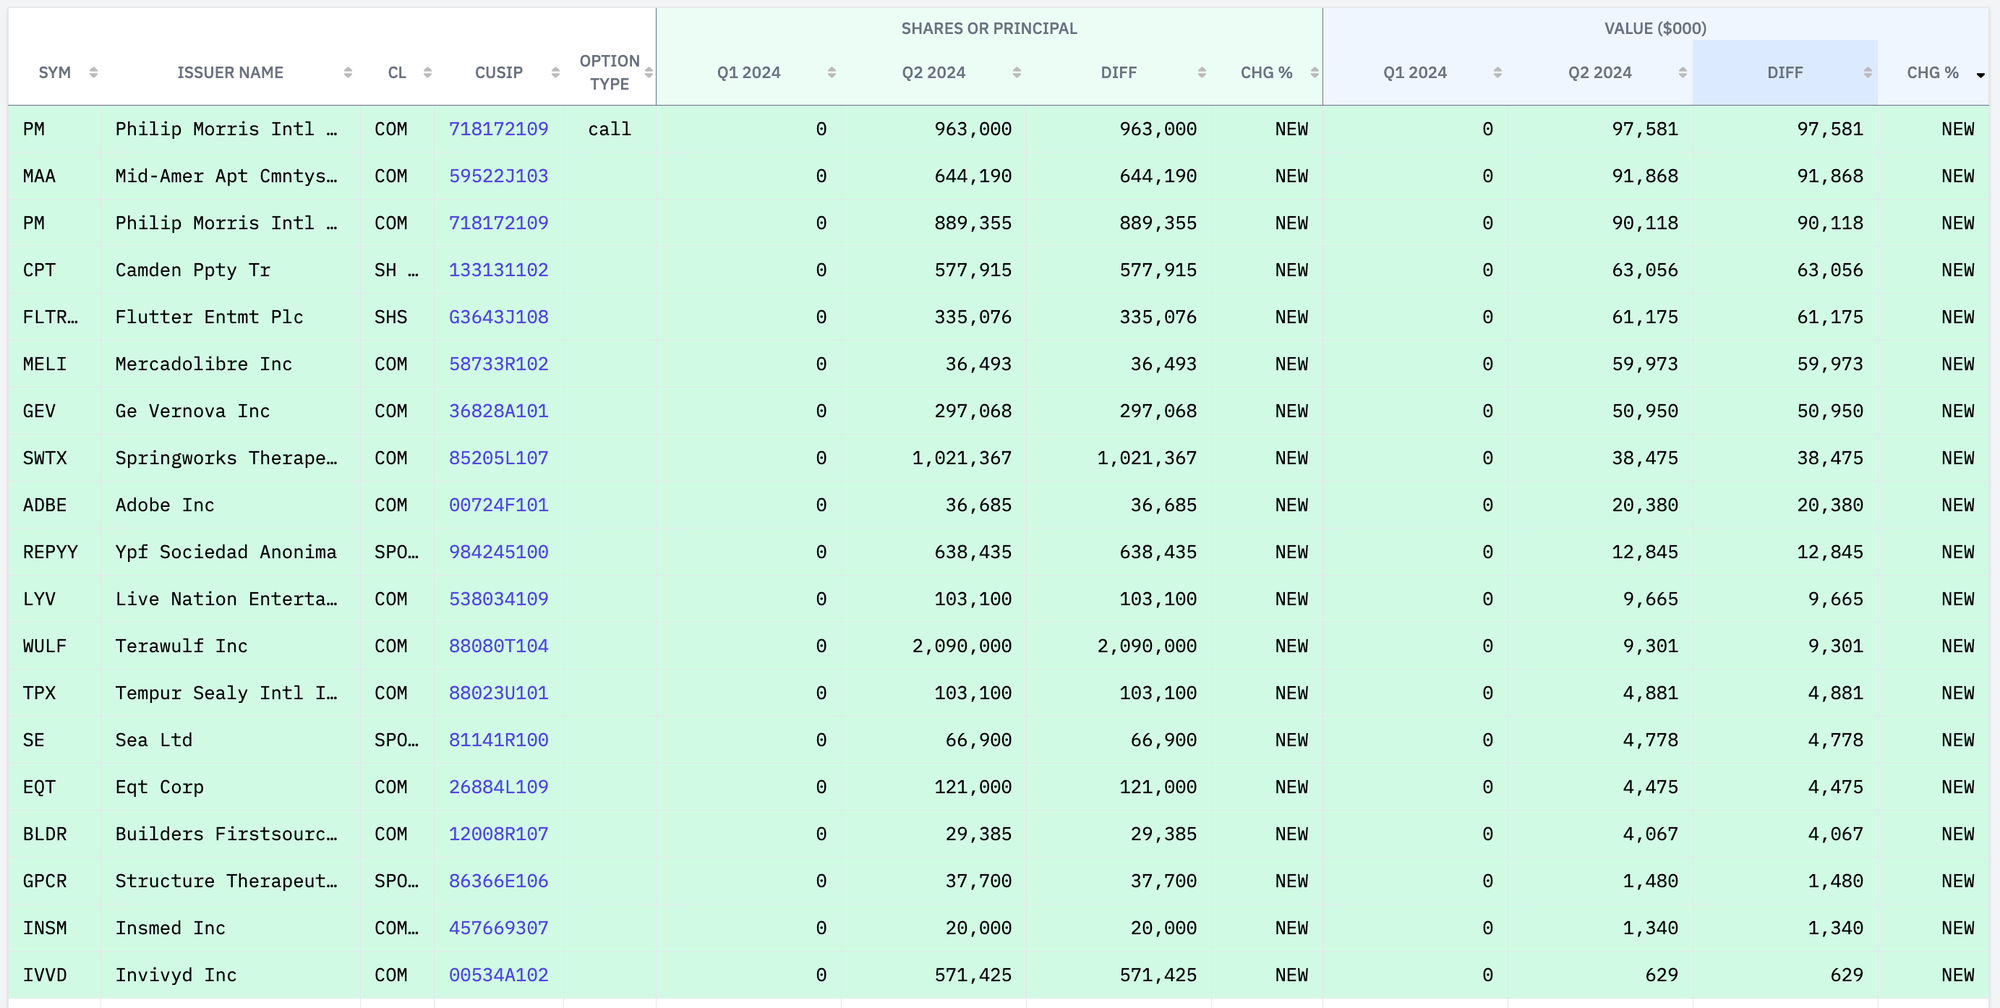 SHARES OR PRINCIPAL VALUE ($000)
SYM ISSUER NAME CL CUSIP OPTION TYPE Q1 2024 Q2 2024 DIFF CHG % Q1 2024 Q2 2024 DIFF CHG %
PM Philip Morris Intl … COM 718172109 call 0 963,000 963,000 NEW 0 97,581 97,581 NEW
MAA Mid-Amer Apt Cmntys… COM 59522J103 0 644,190 644,190 NEW 0 91,868 91,868 NEW
PM Philip Morris Intl … COM 718172109 0 889,355 889,355 NEW 0 90,118 90,118 NEW
CPT Camden Ppty Tr SH … 133131102 0 577,915 577,915 NEW 0 63,056 63,056 NEW
FLTR… Flutter Entmt Plc SHS G3643J108 0 335,076 335,076 NEW 0 61,175 61,175 NEW
MELI Mercadolibre Inc COM 58733R102 0 36,493 36,493 NEW 0 59,973 59,973 NEW
GEV Ge Vernova Inc COM 36828A101 0 297,068 297,068 NEW 0 50,950 50,950 NEW
SWTX Springworks Therape… COM 85205L107 0 1,021,367 1,021,367 NEW 0 38,475 38,475 NEW
ADBE Adobe Inc COM 00724F101 0 36,685 36,685 NEW 0 20,380 20,380 NEW
REPYY Ypf Sociedad Anonima SPO… 984245100 0 638,435 638,435 NEW 0 12,845 12,845 NEW
LYV Live Nation Enterta… COM 538034109 0 103,100 103,100 NEW 0 9,665 9,665 NEW
WULF Terawulf Inc COM 88080T104 0 2,090,000 2,090,000 NEW 0 9,301 9,301 NEW
TPX Tempur Sealy Intl I… COM 88023U101 0 103,100 103,100 NEW 0 4,881 4,881 NEW
SE Sea Ltd SPO… 81141R100 0 66,900 66,900 NEW 0 4,778 4,778 NEW
EQT Eqt Corp COM 26884L109 0 121,000 121,000 NEW 0 4,475 4,475 NEW
BLDR Builders Firstsourc… COM 12008R107 0 29,385 29,385 NEW 0 4,067 4,067 NEW
GPCR Structure Therapeut… SPO… 86366E106 0 37,700 37,700 NEW 0 1,480 1,480 NEW
INSM Insmed Inc COM… 457669307 0 20,000 20,000 NEW 0 1,340 1,340 NEW
IVVD Invivyd Inc COM 00534A102 0 571,425 571,425 NEW 0 629 629 NEW